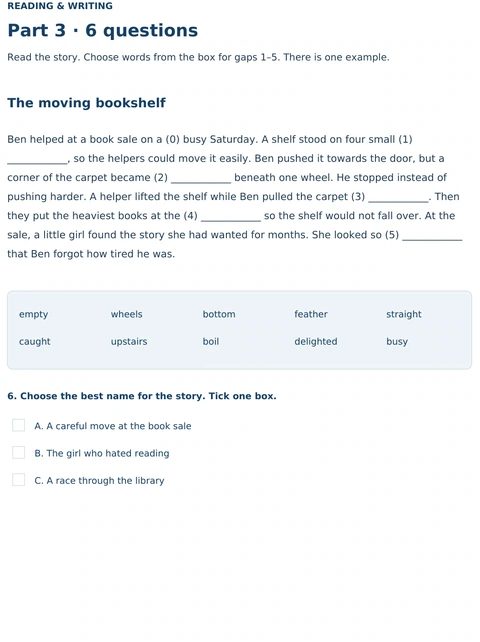 READING & WRITING
Part 3 · 6 questions
Read the story. Choose words from the box for gaps 1–5. There is one example.
The moving bookshelf
Ben helped at a book sale on a (0) busy Saturday. A shelf stood on four small (1)
____________, so the helpers could move it easily. Ben pushed it towards the door, but a
corner of the carpet became (2) ____________ beneath one wheel. He stopped instead of
pushing harder. A helper lifted the shelf while Ben pulled the carpet (3) ____________. Then
they put the heaviest books at the (4) ____________ so the shelf would not fall over. At the
sale, a little girl found the story she had wanted for months. She looked so (5) ____________
that Ben forgot how tired he was.
empty wheels bottom feather straight
caught upstairs boil delighted busy
6. Choose the best name for the story. Tick one box.
A. A careful move at the book sale
B. The girl who hated reading
C. A race through the library